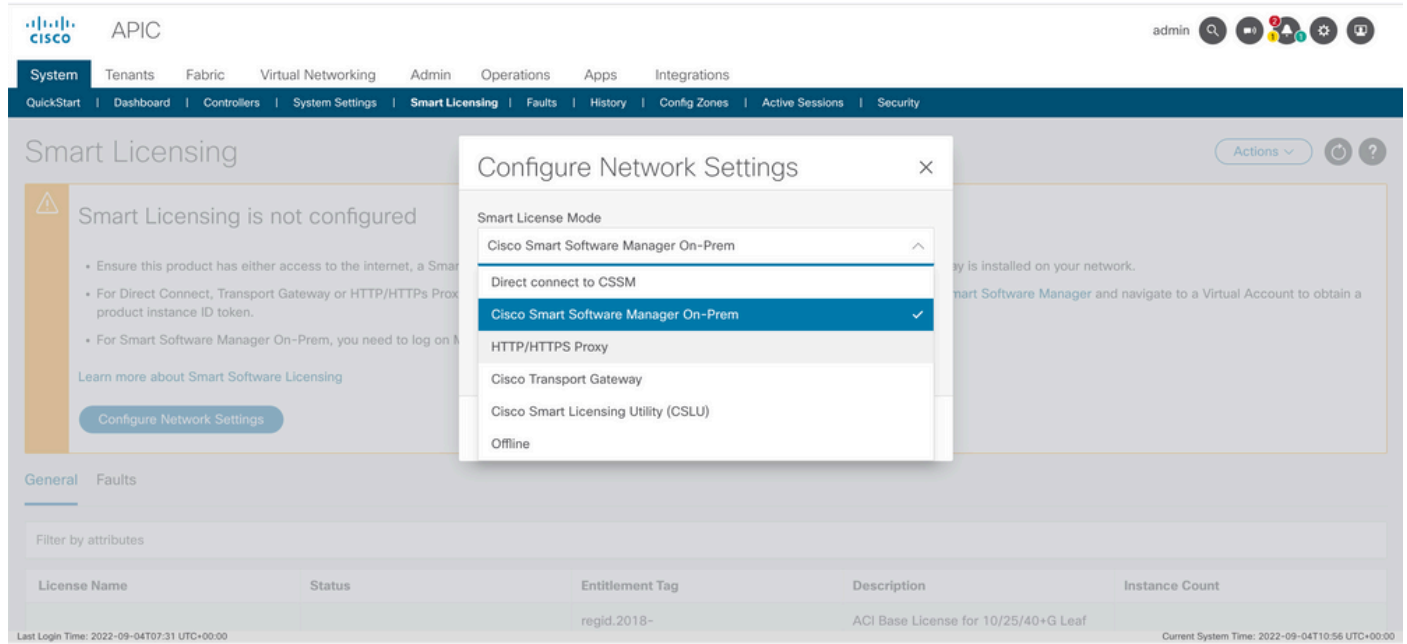 CISCO
APIC
admin
2
1
1
System Tenants Fabric Virtual Networking Admin Operations Apps Integrations
QuickStart | Dashboard | Controllers | System Settings | Smart Licensing | Faults | History | Config Zones | Active Sessions | Security
Smart Licensing
Actions
?
Smart Licensing is not configured
• Ensure this product has either access to the internet, a Smar
ay is installed on your network.
• For Direct Connect, Transport Gateway or HTTP/HTTPs Prox
mart Software Manager and navigate to a Virtual Account to obtain a
product instance ID token.
• For Smart Software Manager On-Prem, you need to log on
Learn more about Smart Software Licensing
Configure Network Settings
Configure Network Settings
Smart License Mode
Cisco Smart Software Manager On-Prem
Direct connect to CSSM
Cisco Smart Software Manager On-Prem
HTTP/HTTPS Proxy
Cisco Transport Gateway
Cisco Smart Licensing Utility (CSLU)
Offline
General Faults
Filter by attributes
License Name Status Entitlement Tag Description Instance Count
regid.2018- ACI Base License for 10/25/40+G Leaf
Last Login Time: 2022-09-04T07:31 UTC+00:00
Current System Time: 2022-09-04T10:56 UTC+00:00